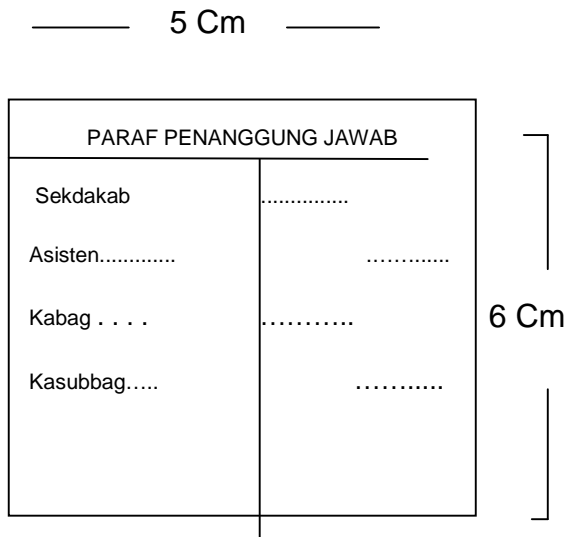 5 Cm
PARAF PENANGGUNG JAWAB
Sekdakab ...............
Asisten............. ............
Kabag . . . . ………..
Kasubbag….. ……......
6 Cm